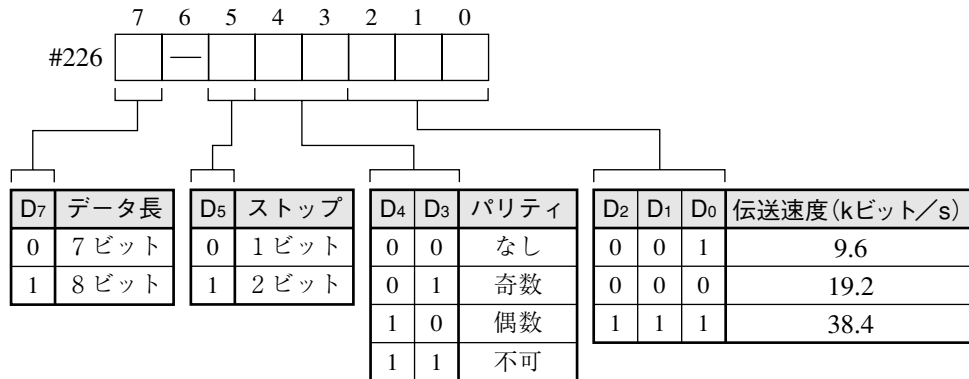 7 6 5 4 3 2 1 0
#226 —
D7 データ長
0 7ビット
1 8ビット
D5 ストップ
0 1ビット
1 2ビット
D4 D3 パリティ
0 0 なし
0 1 奇数
1 0 偶数
1 1 不可
D2 D1 D0 伝送速度(kビット/s)
0 0 1 9.6
0 0 0 19.2
1 1 1 38.4